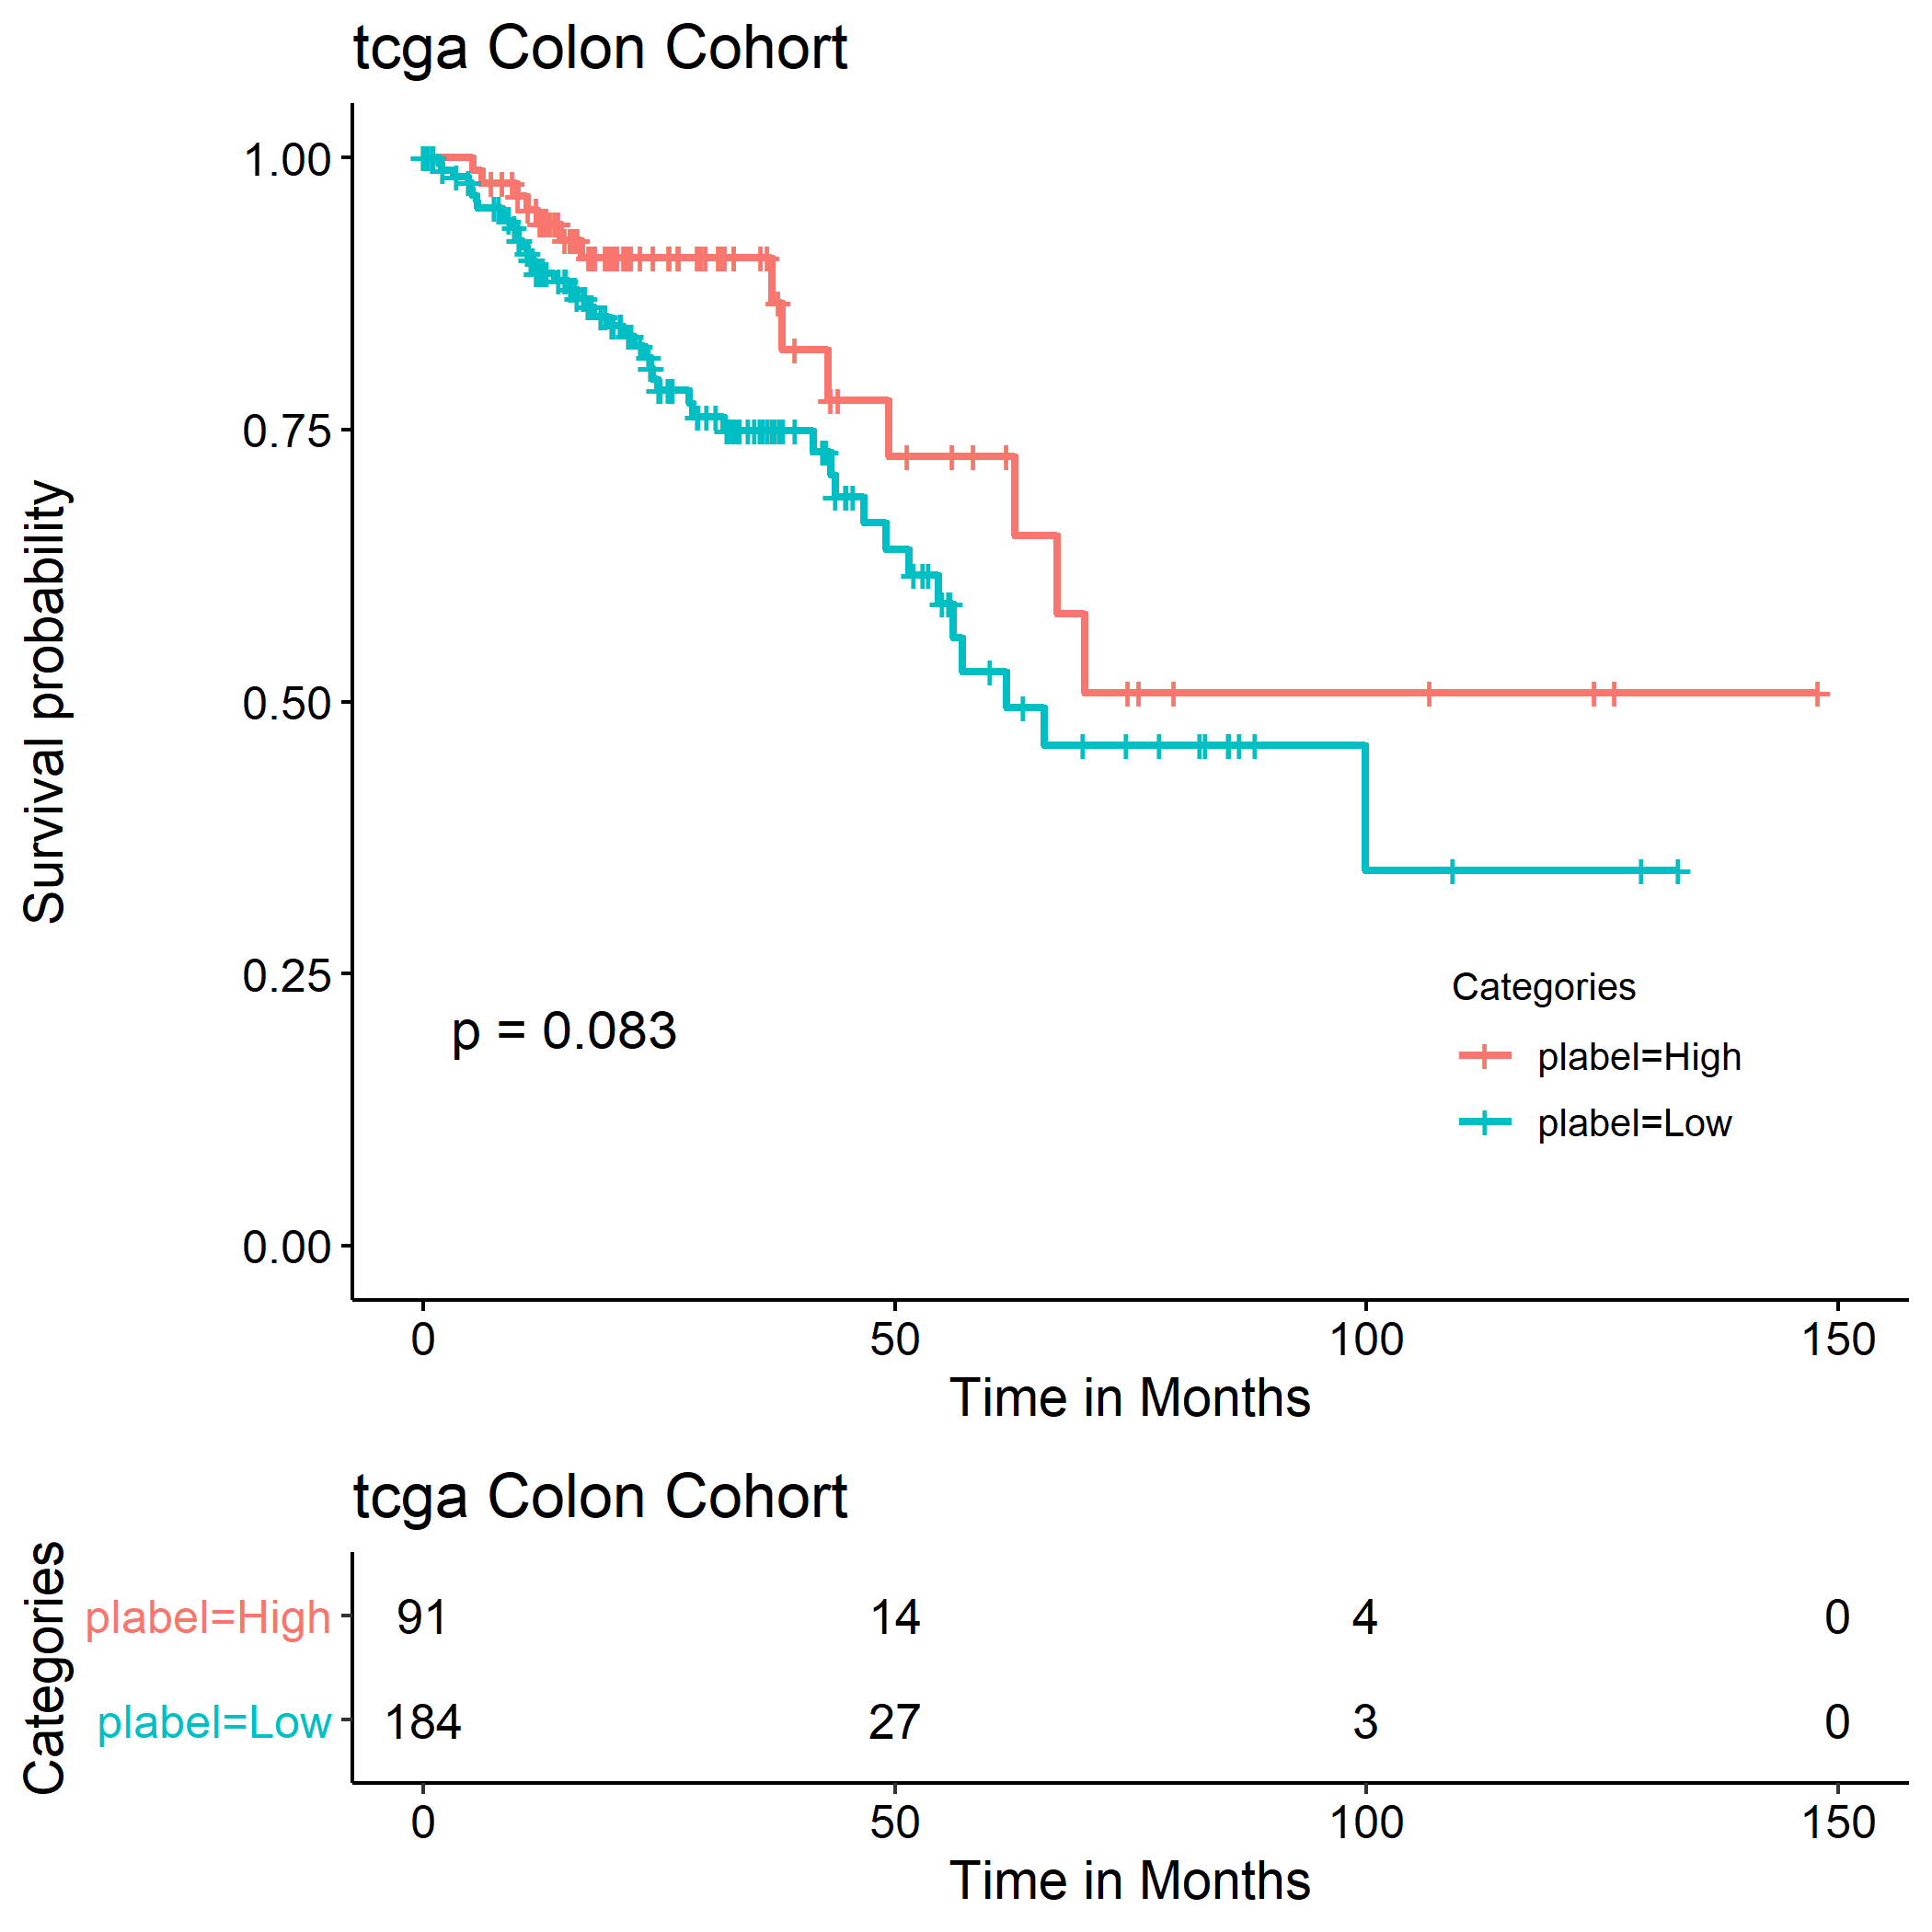 tcga Colon Cohort
Survival probability
1.00
0.75
0.50
0.25
0.00
p = 0.083
Categories
plabel=High
plabel=Low
0 50 100 150
Time in Months
tcga Colon Cohort
Categories
plabel=High 91 14 4 0
plabel=Low 184 27 3 0
0 50 100 150
Time in Months